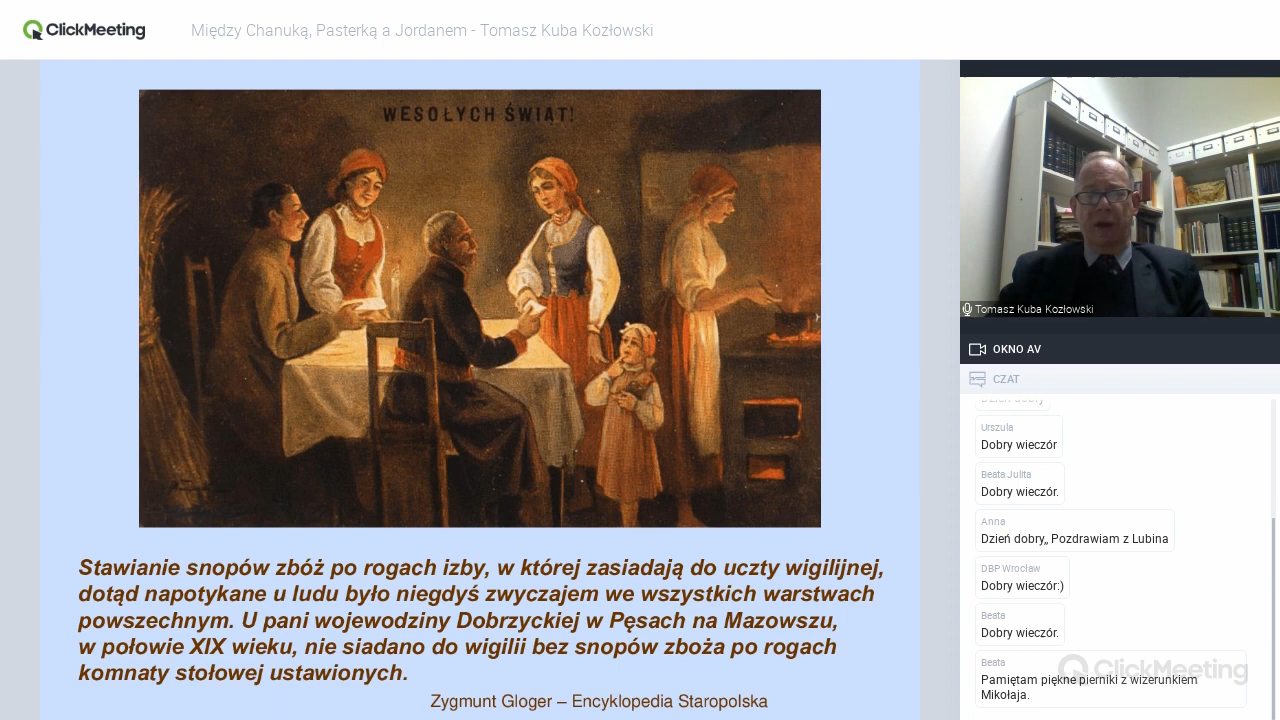 ClickMeeting
Między Chanuką, Pasterką a Jordanem - Tomasz Kuba Kozłowski
WESOŁYCH ŚWIĄT!
Stawianie snopów zbóż po rogach izby, w której zasiadają do uczty wigilijnej,
dotąd napotykane u ludu było niegdyś zwyczajem we wszystkich warstwach
powszechnym. U pani wojewodziny Dobrzyckiej w Pęsach na Mazowszu,
w połowie XIX wieku, nie siadano do wigilii bez snopów zboża po rogach
komnaty stołowej ustawionych.
Zygmunt Gloger – Encyklopedia Staropolska
Tomasz Kuba Kozłowski
OKNO AV
CZAT
Dzień dobry
Urszula
Dobry wieczór
Beata Julita
Dobry wieczór.
Anna
Dzień dobry,, Pozdrawiam z Lubina
DBP Wrocław
Dobry wieczór:)
Beata
Dobry wieczór.
Beata
ClickMeeting
Pamiętam piękne pierniki z wizerunkiem
Mikołaja.